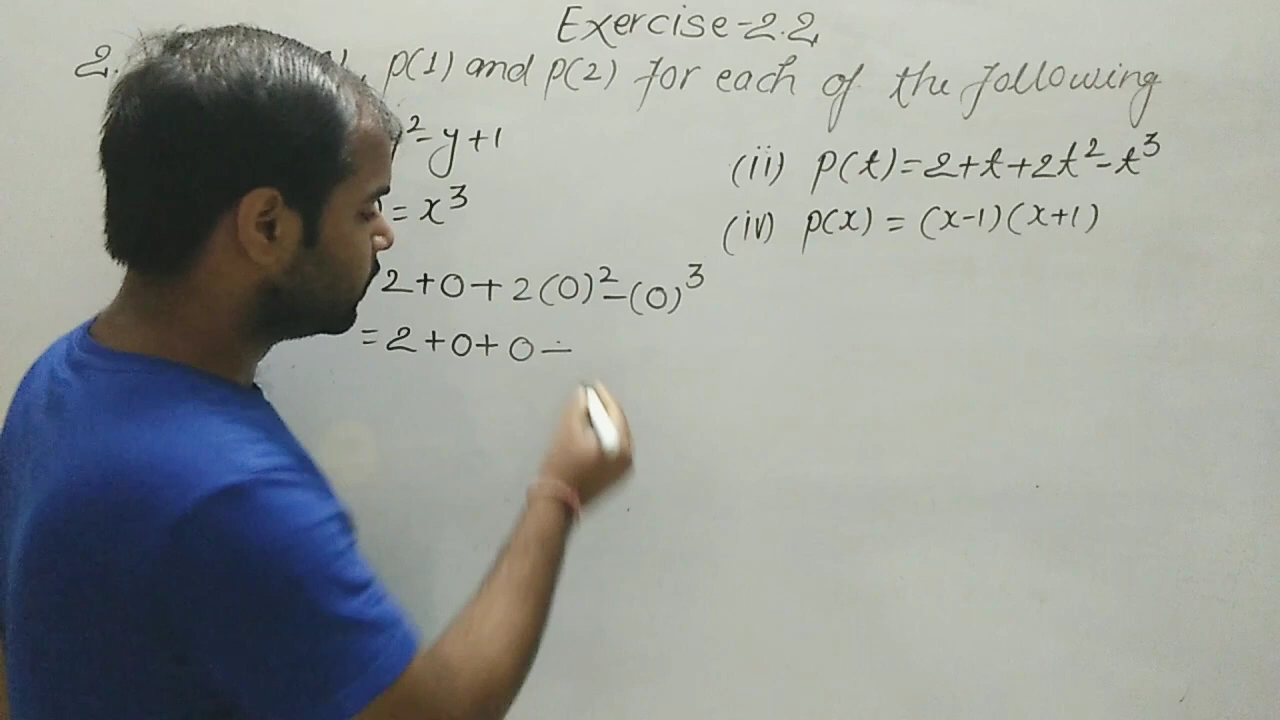 Exercise-2.2
2. p(1) and p(2) for each of the following
²-y+1
(ii) p(t)=2+t+2t²-t³
= x³
(iv) p(x) = (x-1)(x+1)
2+0+2(0)²-(0)³
=2+0+0-